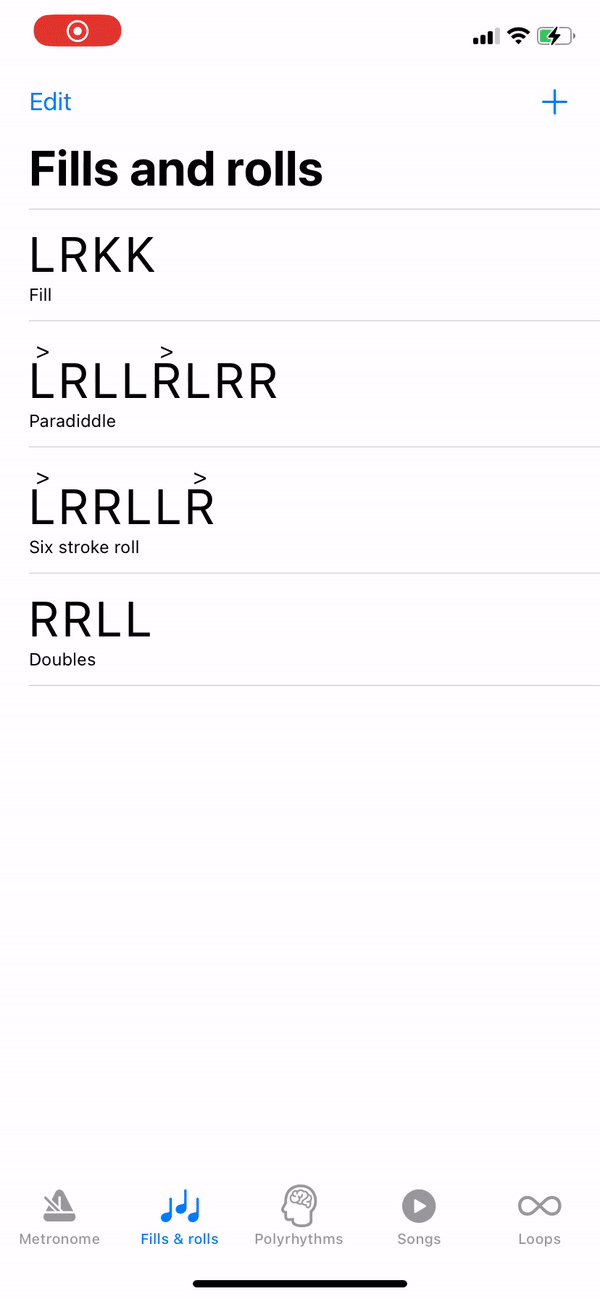 Edit
Fills and rolls
LRKK
Fill
> >
LRLLRLRR
Paradiddle
> >
LRRLLR
Six stroke roll
RRLL
Doubles
Metronome
Fills & rolls
Polyrhythms
Songs
Loops